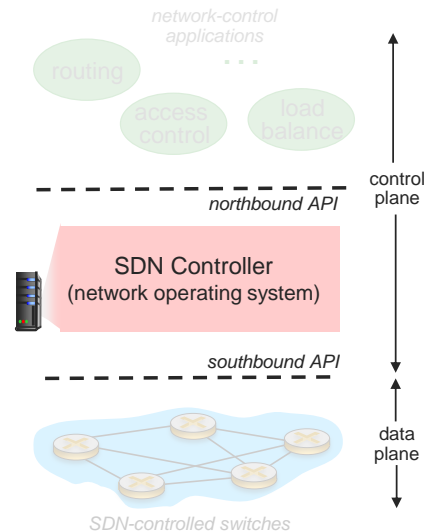 network-control
applications
routing
. . .
access
control
load
balance
control
plane
northbound API
SDN Controller
(network operating system)
southbound API
data
plane
SDN-controlled switches